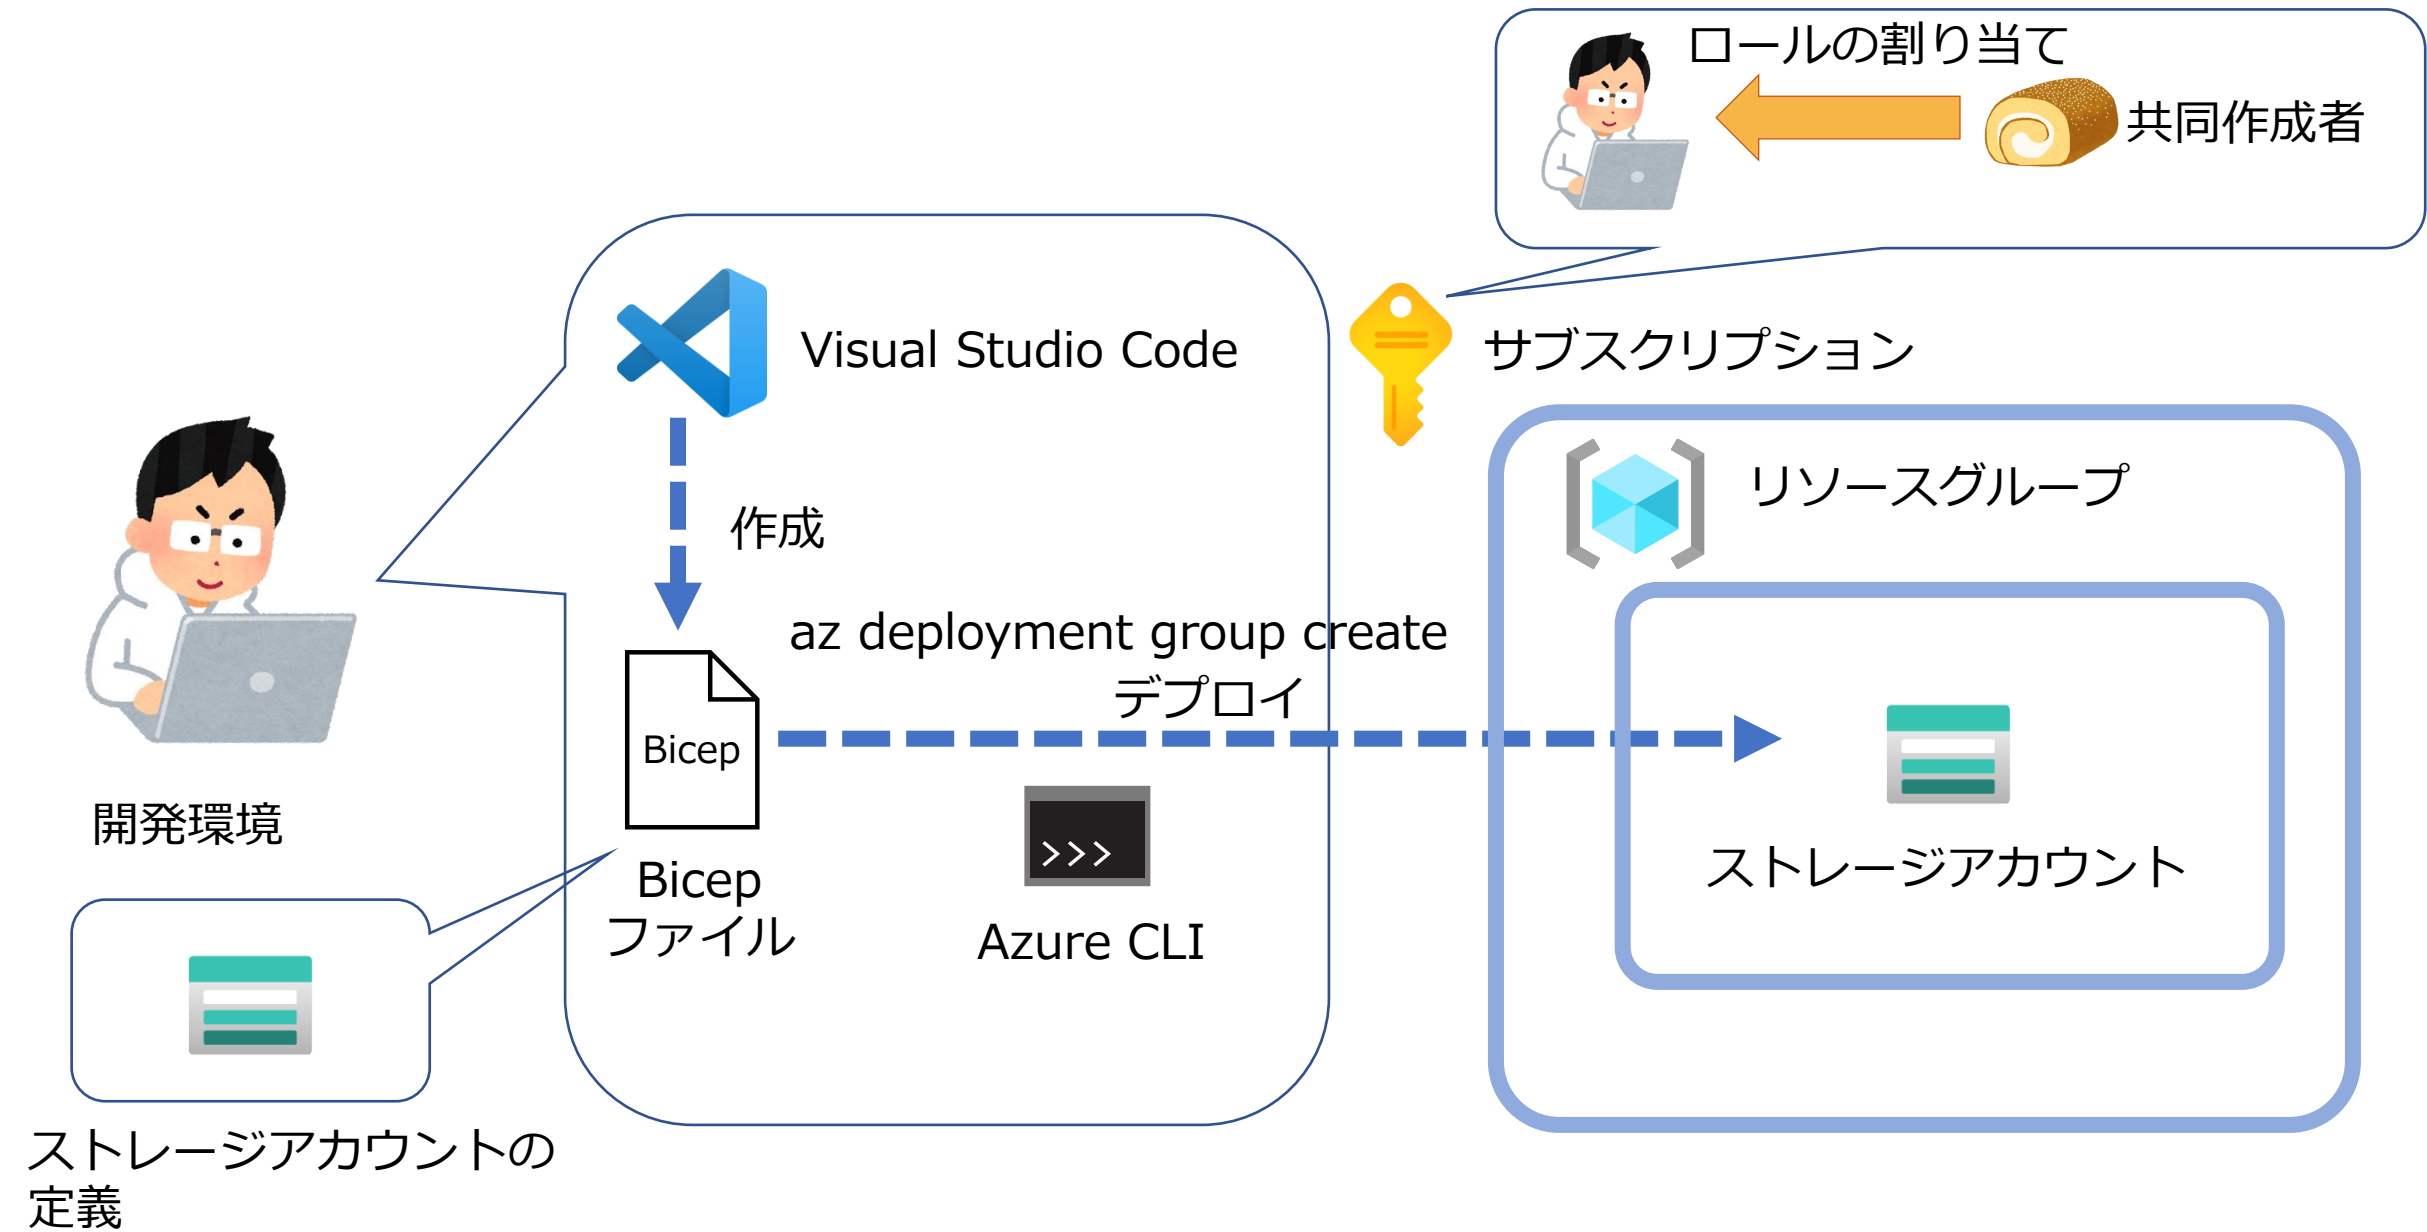 ロールの割り当て
共同作成者
Visual Studio Code
サブスクリプション
リソースグループ
作成
az deployment group create
デプロイ
Bicep
開発環境
Bicep
ファイル
>>>
Azure CLI
ストレージアカウント
ストレージアカウントの
定義